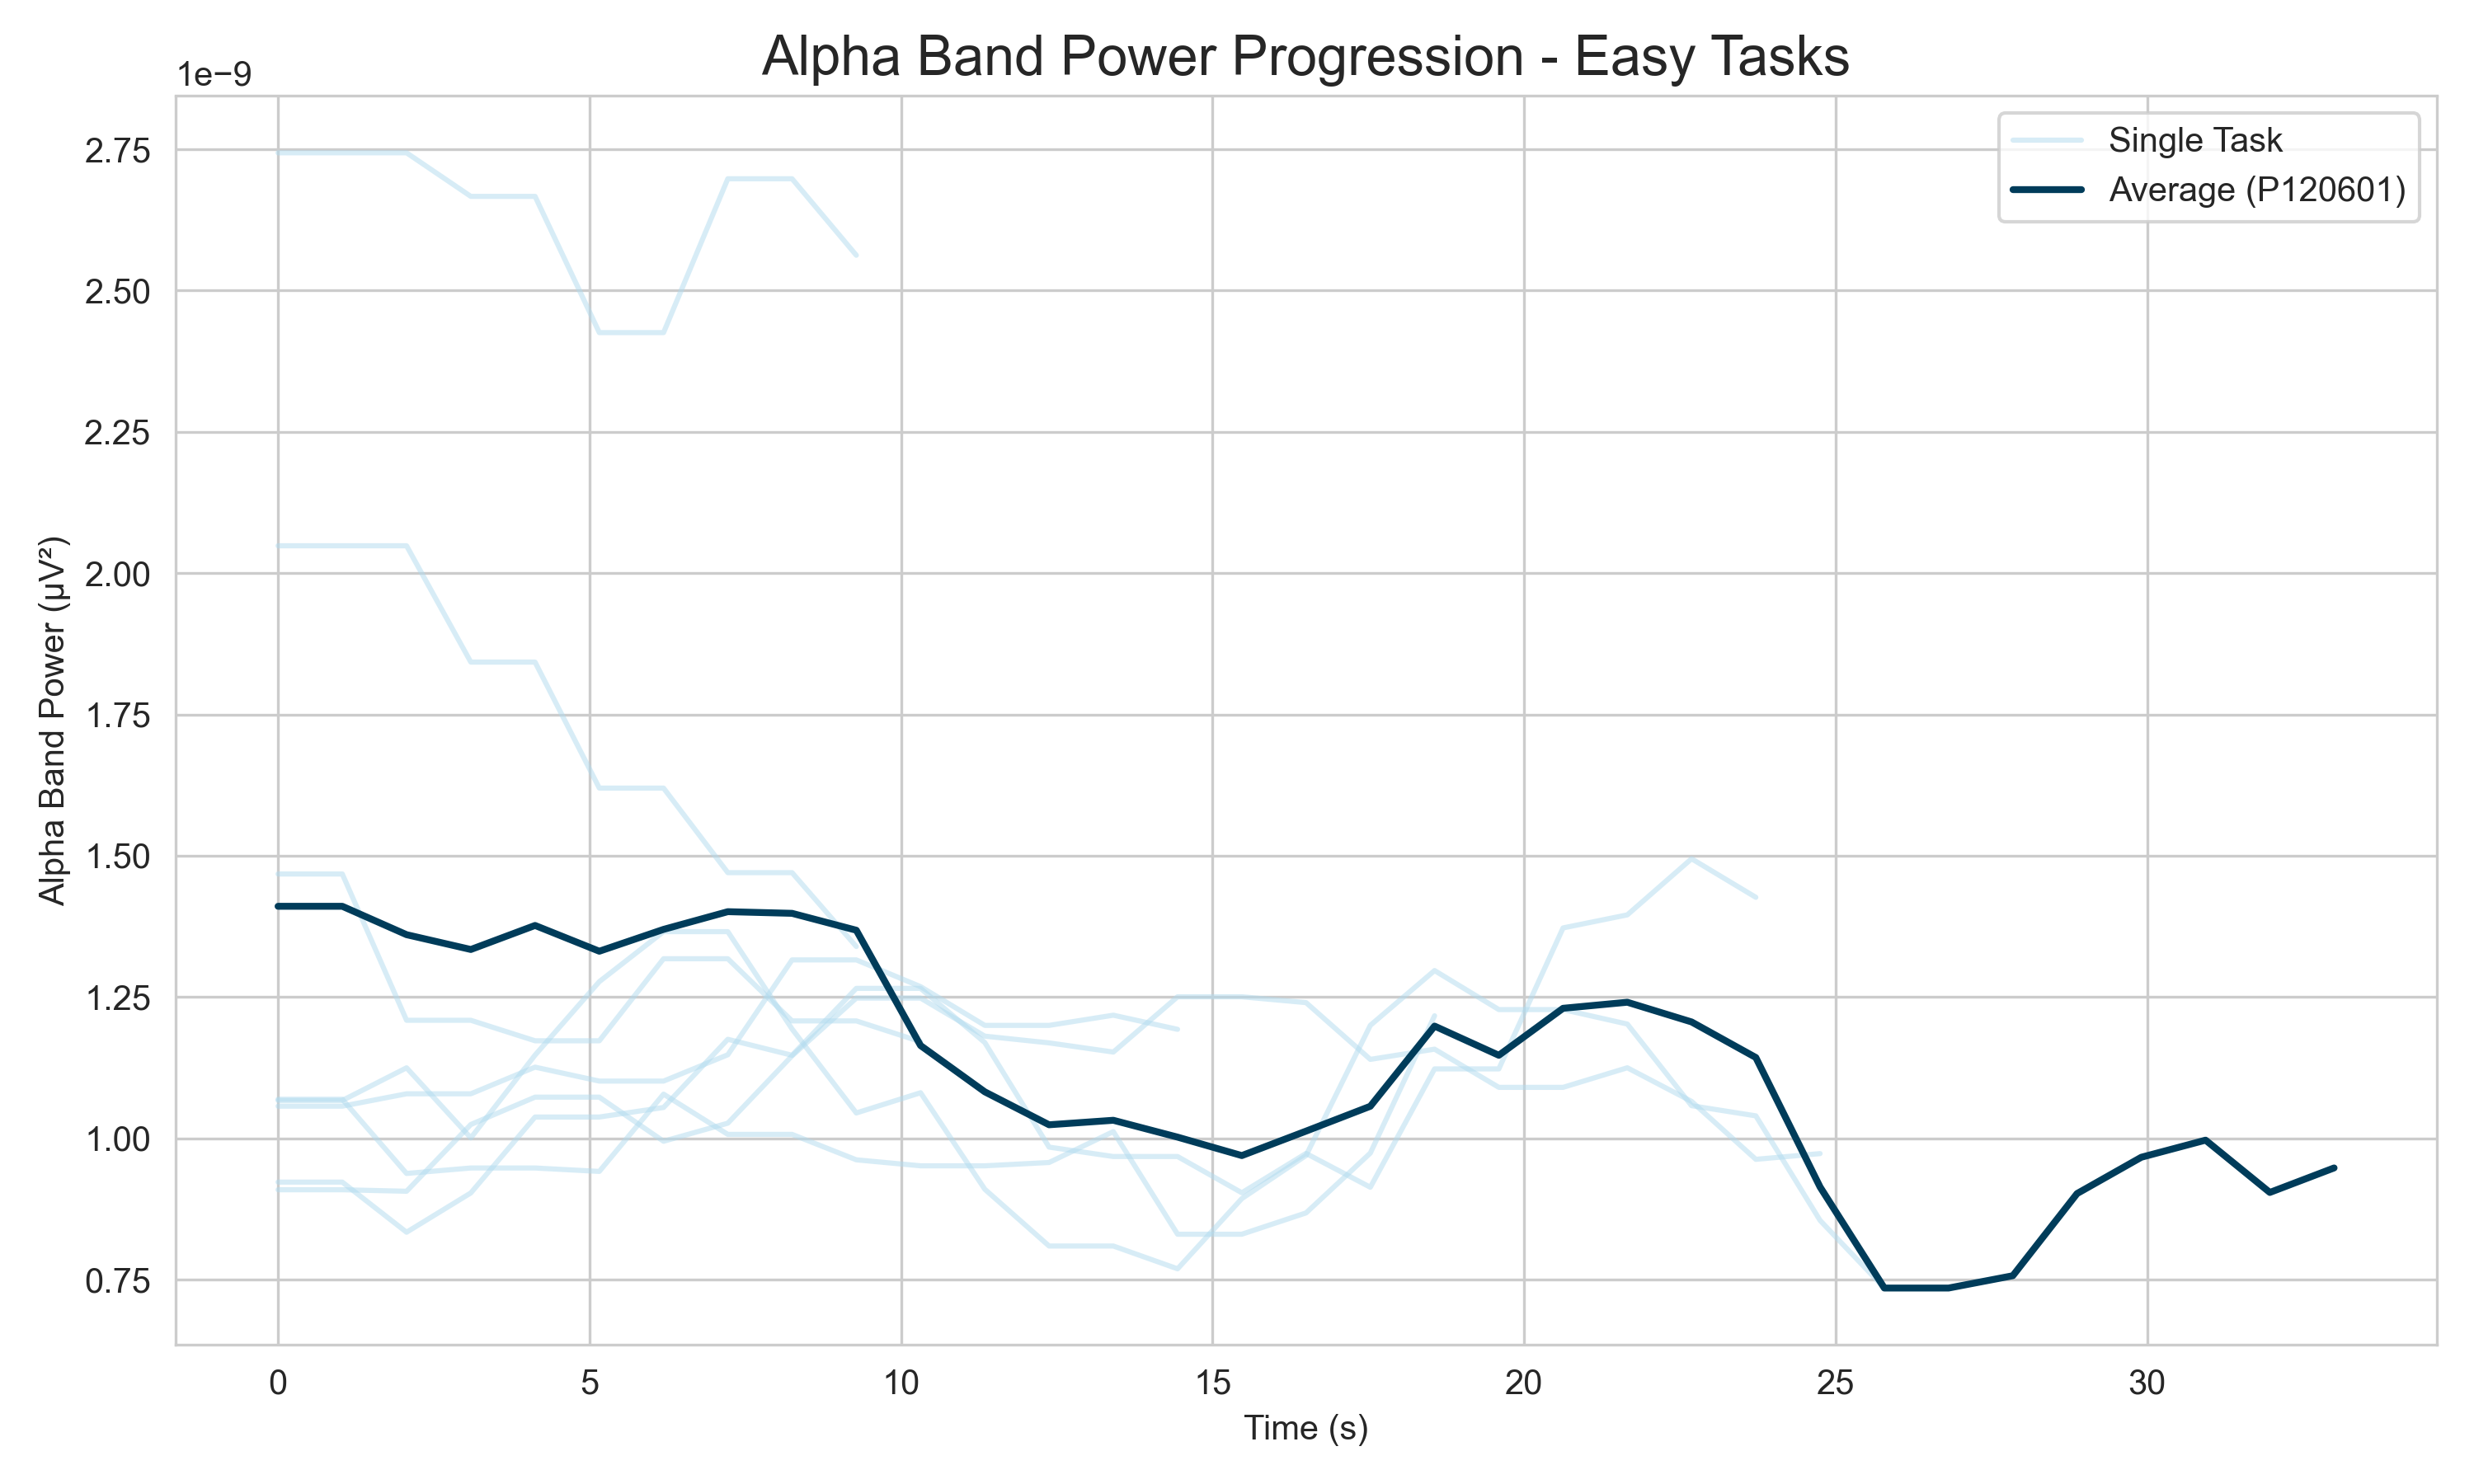 Alpha Band Power Progression - Easy Tasks
1e−9
2.75
2.50
2.25
2.00
1.75
1.50
1.25
1.00
0.75
Alpha Band Power (µV²)
Single Task
Average (P120601)
0 5 10 15 20 25 30
Time (s)